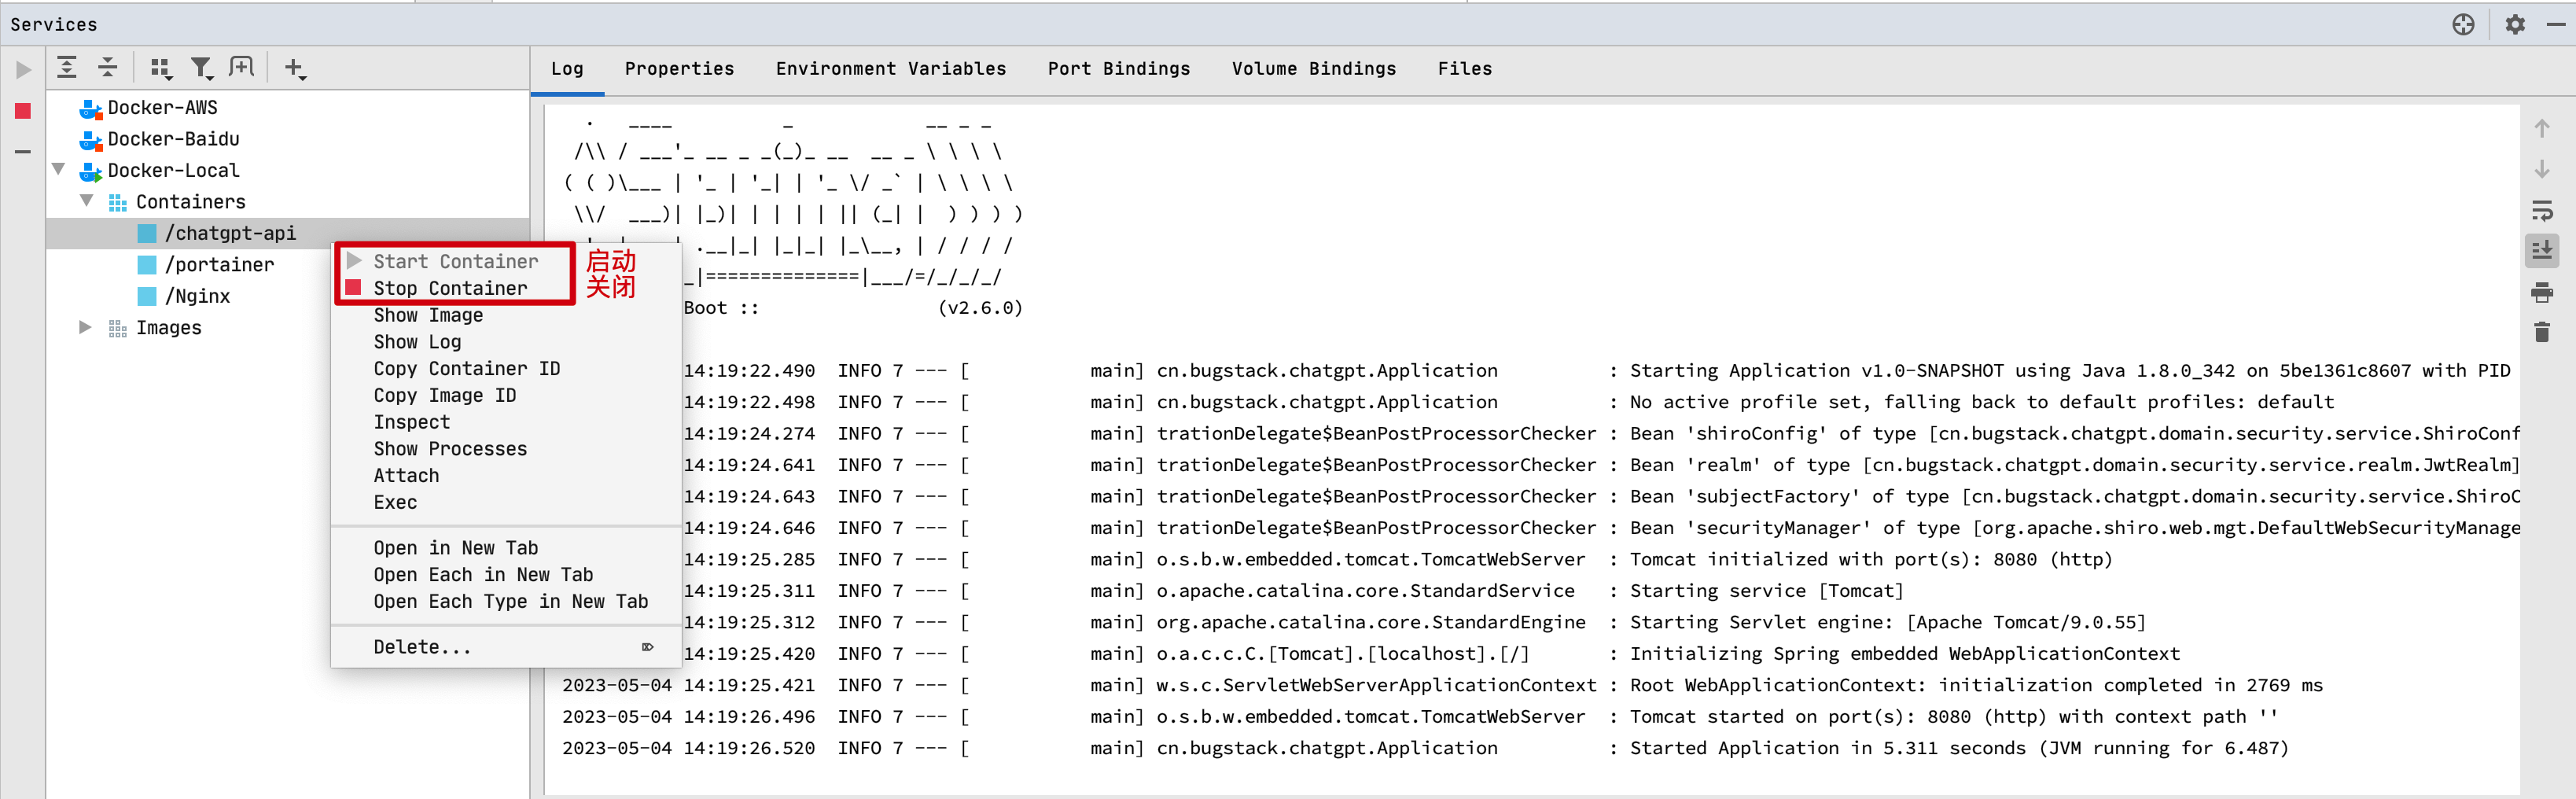 Services
Log Properties Environment Variables Port Bindings Volume Bindings Files
Docker-AWS
Docker-Baidu
Docker-Local
Containers
/chatgpt-api
/portainer
/Nginx
Images
Start Container
Stop Container
启动
关闭
Show Image
Show Log
Copy Container ID
Copy Image ID
Inspect
Show Processes
Attach
Exec
Open in New Tab
Open Each in New Tab
Open Each Type in New Tab
Delete...
  .   ____          _            __ _ _
 /\\ / ___'_ __ _ _(_)_ __  __ _ \ \ \ \
( ( )\___ | '_ | '_| | '_ \/ _` | \ \ \ \
 \\/  ___)| |_)| | | | | || (_| |  ) ) ) )
.__|_| |_|_| |_\__, | / / / /
_|==============|___/=/_/_/_/
Boot ::                (v2.6.0)
14:19:22.490  INFO 7 --- [           main] cn.bugstack.chatgpt.Application          : Starting Application v1.0-SNAPSHOT using Java 1.8.0_342 on 5be1361c8607 with PID
14:19:22.498  INFO 7 --- [           main] cn.bugstack.chatgpt.Application          : No active profile set, falling back to default profiles: default
14:19:24.274  INFO 7 --- [           main] trationDelegate$BeanPostProcessorChecker : Bean 'shiroConfig' of type [cn.bugstack.chatgpt.domain.security.service.ShiroConf
14:19:24.641  INFO 7 --- [           main] trationDelegate$BeanPostProcessorChecker : Bean 'realm' of type [cn.bugstack.chatgpt.domain.security.service.realm.JwtRealm]
14:19:24.643  INFO 7 --- [           main] trationDelegate$BeanPostProcessorChecker : Bean 'subjectFactory' of type [cn.bugstack.chatgpt.domain.security.service.ShiroC
14:19:24.646  INFO 7 --- [           main] trationDelegate$BeanPostProcessorChecker : Bean 'securityManager' of type [org.apache.shiro.web.mgt.DefaultWebSecurityManage
14:19:25.285  INFO 7 --- [           main] o.s.b.w.embedded.tomcat.TomcatWebServer  : Tomcat initialized with port(s): 8080 (http)
14:19:25.311  INFO 7 --- [           main] o.apache.catalina.core.StandardService   : Starting service [Tomcat]
14:19:25.312  INFO 7 --- [           main] org.apache.catalina.core.StandardEngine  : Starting Servlet engine: [Apache Tomcat/9.0.55]
14:19:25.420  INFO 7 --- [           main] o.a.c.c.C.[Tomcat].[localhost].[/]       : Initializing Spring embedded WebApplicationContext
2023-05-04 14:19:25.421  INFO 7 --- [           main] w.s.c.ServletWebServerApplicationContext : Root WebApplicationContext: initialization completed in 2769 ms
2023-05-04 14:19:26.496  INFO 7 --- [           main] o.s.b.w.embedded.tomcat.TomcatWebServer  : Tomcat started on port(s): 8080 (http) with context path ''
2023-05-04 14:19:26.520  INFO 7 --- [           main] cn.bugstack.chatgpt.Application          : Started Application in 5.311 seconds (JVM running for 6.487)